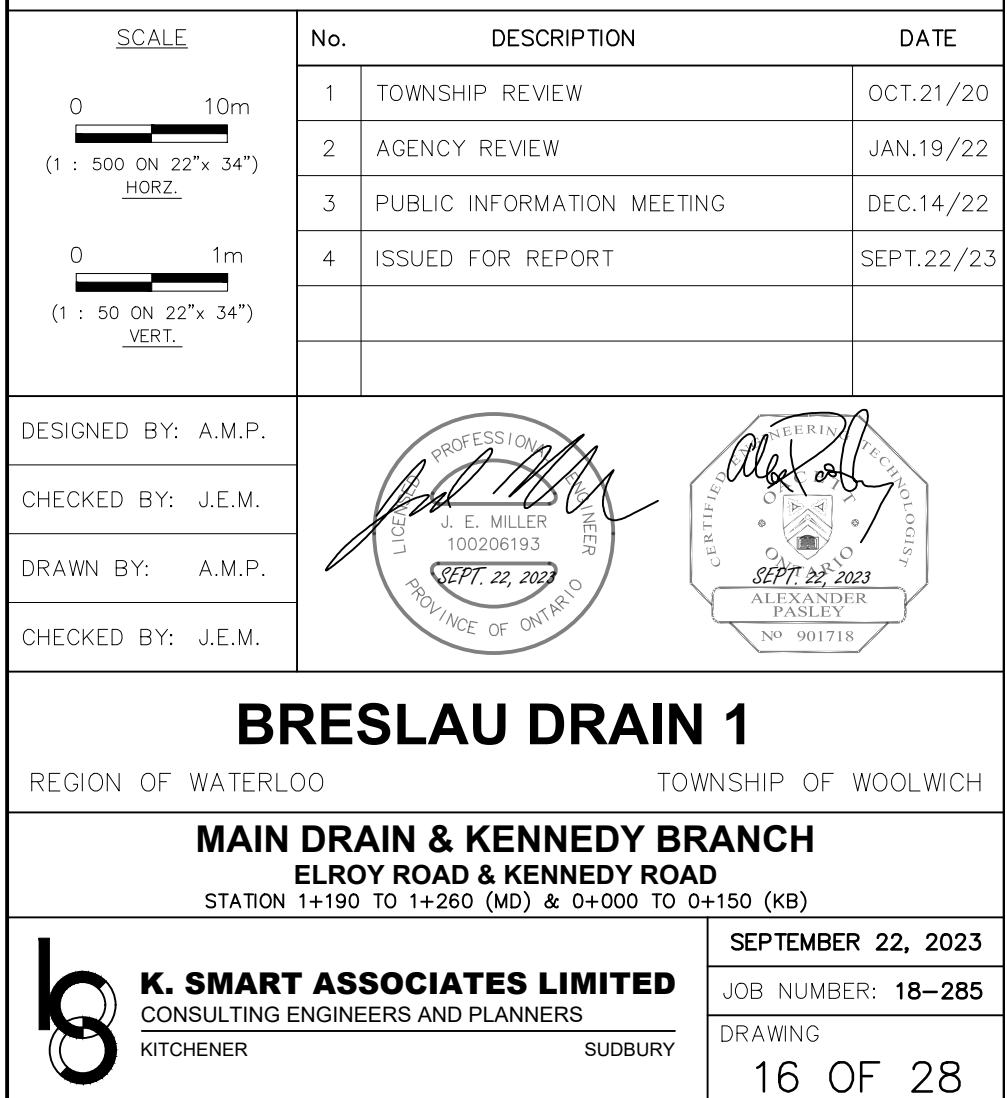 SCALE
0 10m
(1 : 500 ON 22"x 34")
HORZ.
0 1m
(1 : 50 ON 22"x 34")
VERT.
No. DESCRIPTION DATE
1 TOWNSHIP REVIEW OCT.21/20
2 AGENCY REVIEW JAN.19/22
3 PUBLIC INFORMATION MEETING DEC.14/22
4 ISSUED FOR REPORT SEPT.22/23
DESIGNED BY: A.M.P.
CHECKED BY: J.E.M.
DRAWN BY: A.M.P.
CHECKED BY: J.E.M.
LICENSED PROFESSIONAL ENGINEER
J. E. MILLER
100206193
SEPT. 22, 2023
PROVINCE OF ONTARIO
CERTIFIED ENGINEERING TECHNOLOGIST
OACETT
ONTARIO
SEPT. 22, 2023
ALEXANDER
PASLEY
No 901718
BRESLAU DRAIN 1
REGION OF WATERLOO TOWNSHIP OF WOOLWICH
MAIN DRAIN & KENNEDY BRANCH
ELROY ROAD & KENNEDY ROAD
STATION 1+190 TO 1+260 (MD) & 0+000 TO 0+150 (KB)
K. SMART ASSOCIATES LIMITED
CONSULTING ENGINEERS AND PLANNERS
KITCHENER SUDBURY
SEPTEMBER 22, 2023
JOB NUMBER: 18-285
DRAWING
16 OF 28